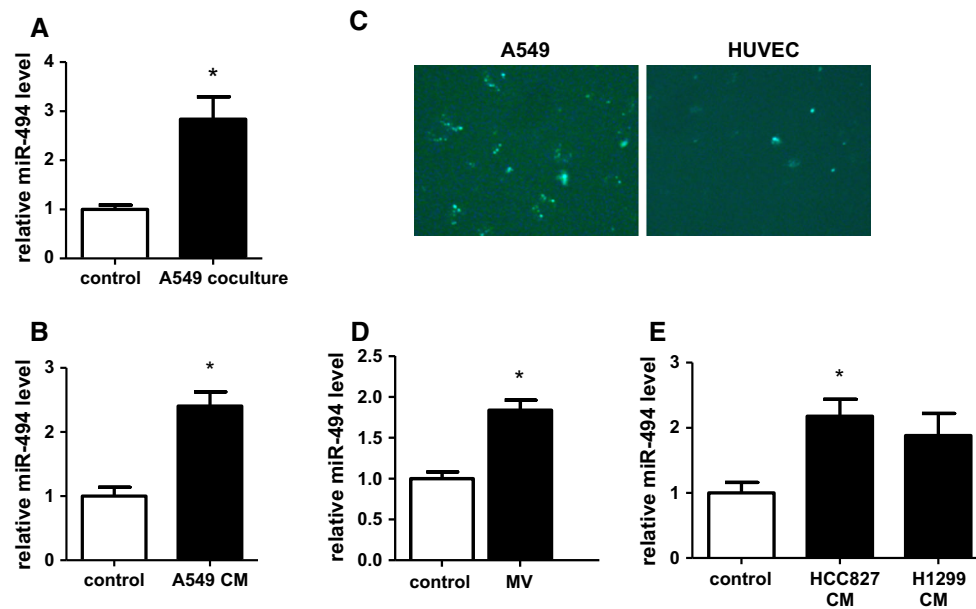 A
relative miR-494 level
4
3
2
1
0
*
control A549 coculture
C
A549 HUVEC
B
relative miR-494 level
3
2
1
0
*
control A549 CM
D
relative miR-494 level
2.5
2.0
1.5
1.0
0.5
0.0
*
control MV
E
relative miR-494 level
3
2
1
0
*
control HCC827 H1299
CM CM